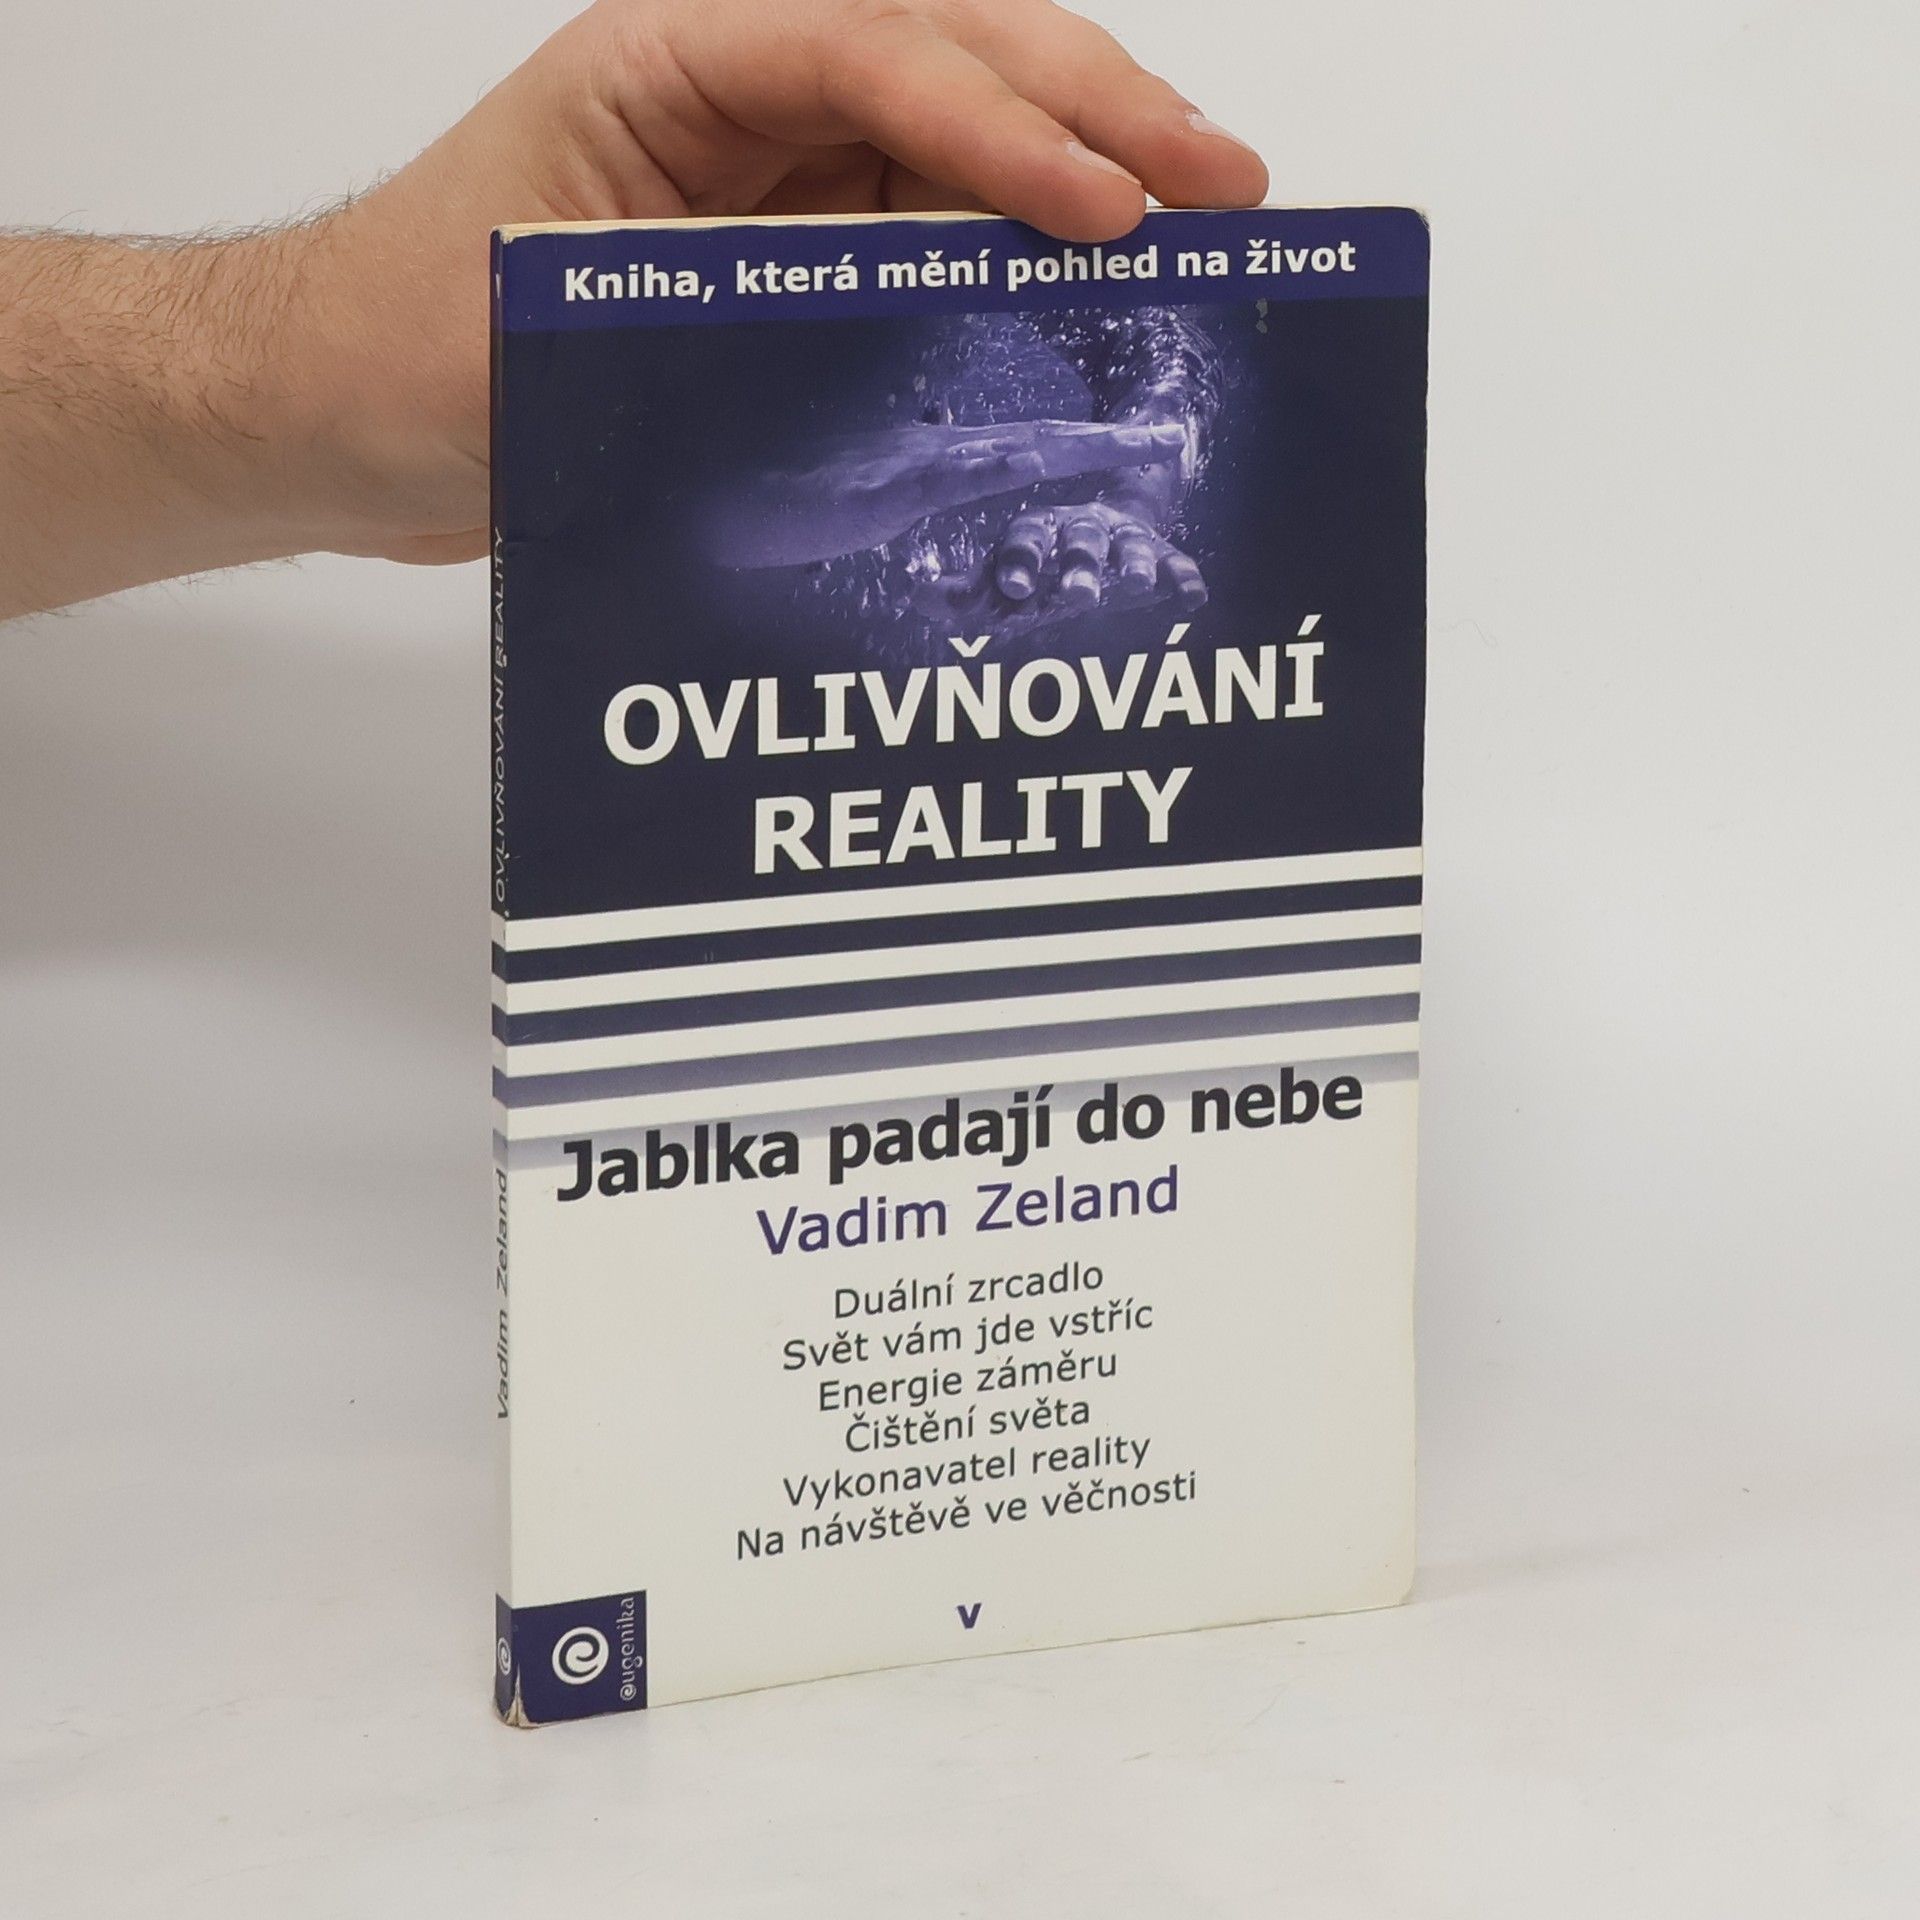 Kniha, která mění pohled na život
OVLIVŇOVÁNÍ
REALITY
Jablka padají do nebe
Vadim Zeland
Duální zrcadlo
Svět vám jde vstříc
Energie záměru
Čištění světa
Vykonavatel reality
Na návštěvě ve věčnosti
v
eugenika
Vadim Zeland
OVLIVŇOVÁNÍ REALITY